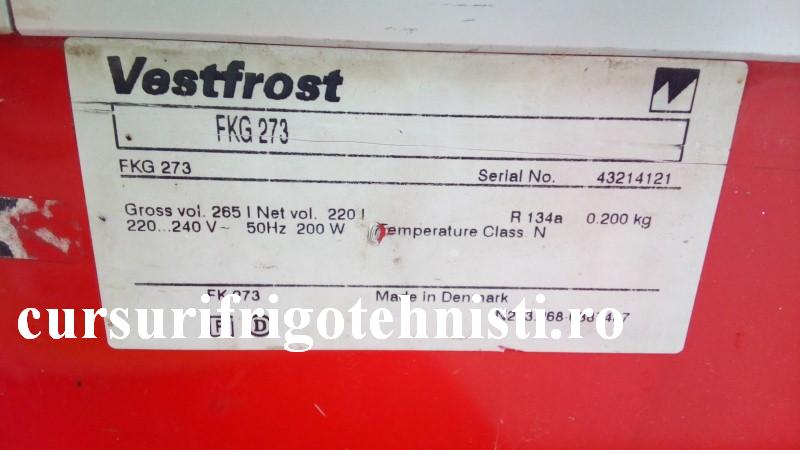 Vestfrost
FKG 273
FKG 273 Serial No. 43214121
Gross vol. 265 l Net vol. 220 l R 134a 0.200 kg
220...240 V~ 50Hz 200 W Temperature Class. N
FK 273 Made in Denmark
cursurifrigotehnisti.ro
F D